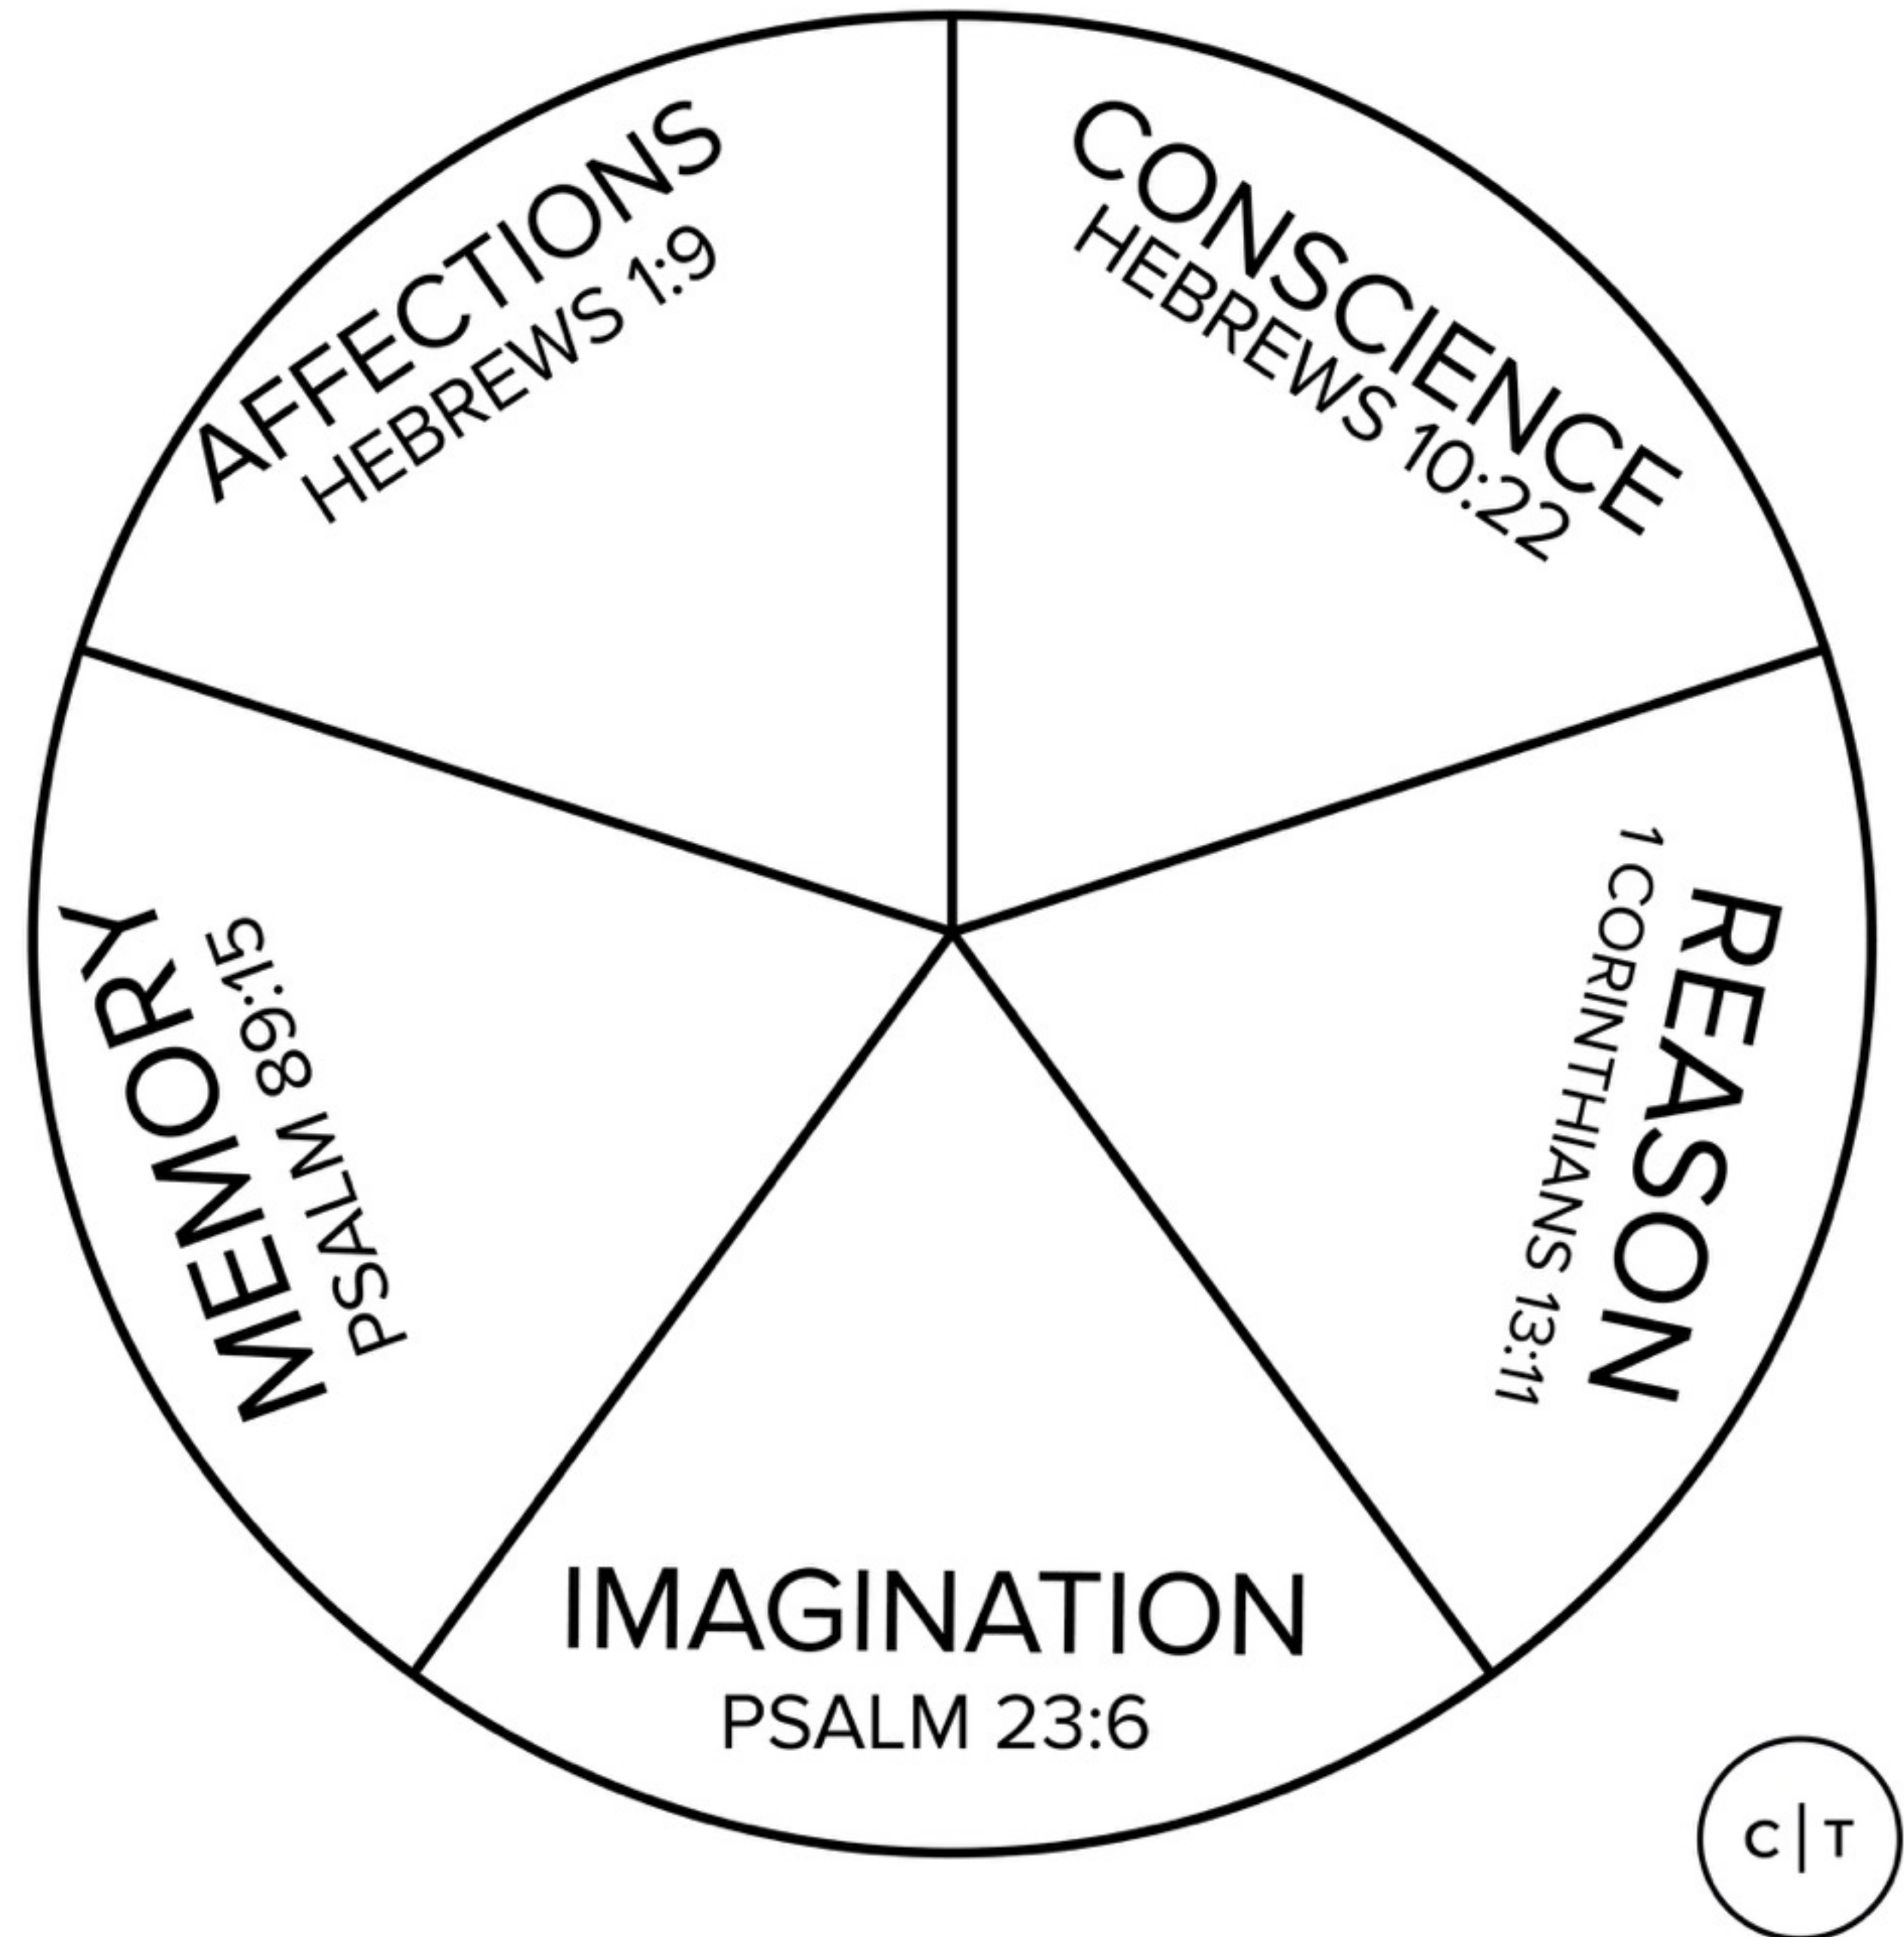 AFFECTIONS
HEBREWS 1:9
CONSCIENCE
HEBREWS 10:22
REASON
1 CORINTHIANS 13:11
IMAGINATION
PSALM 23:6
MEMORY
PSALM 89:15
C|T